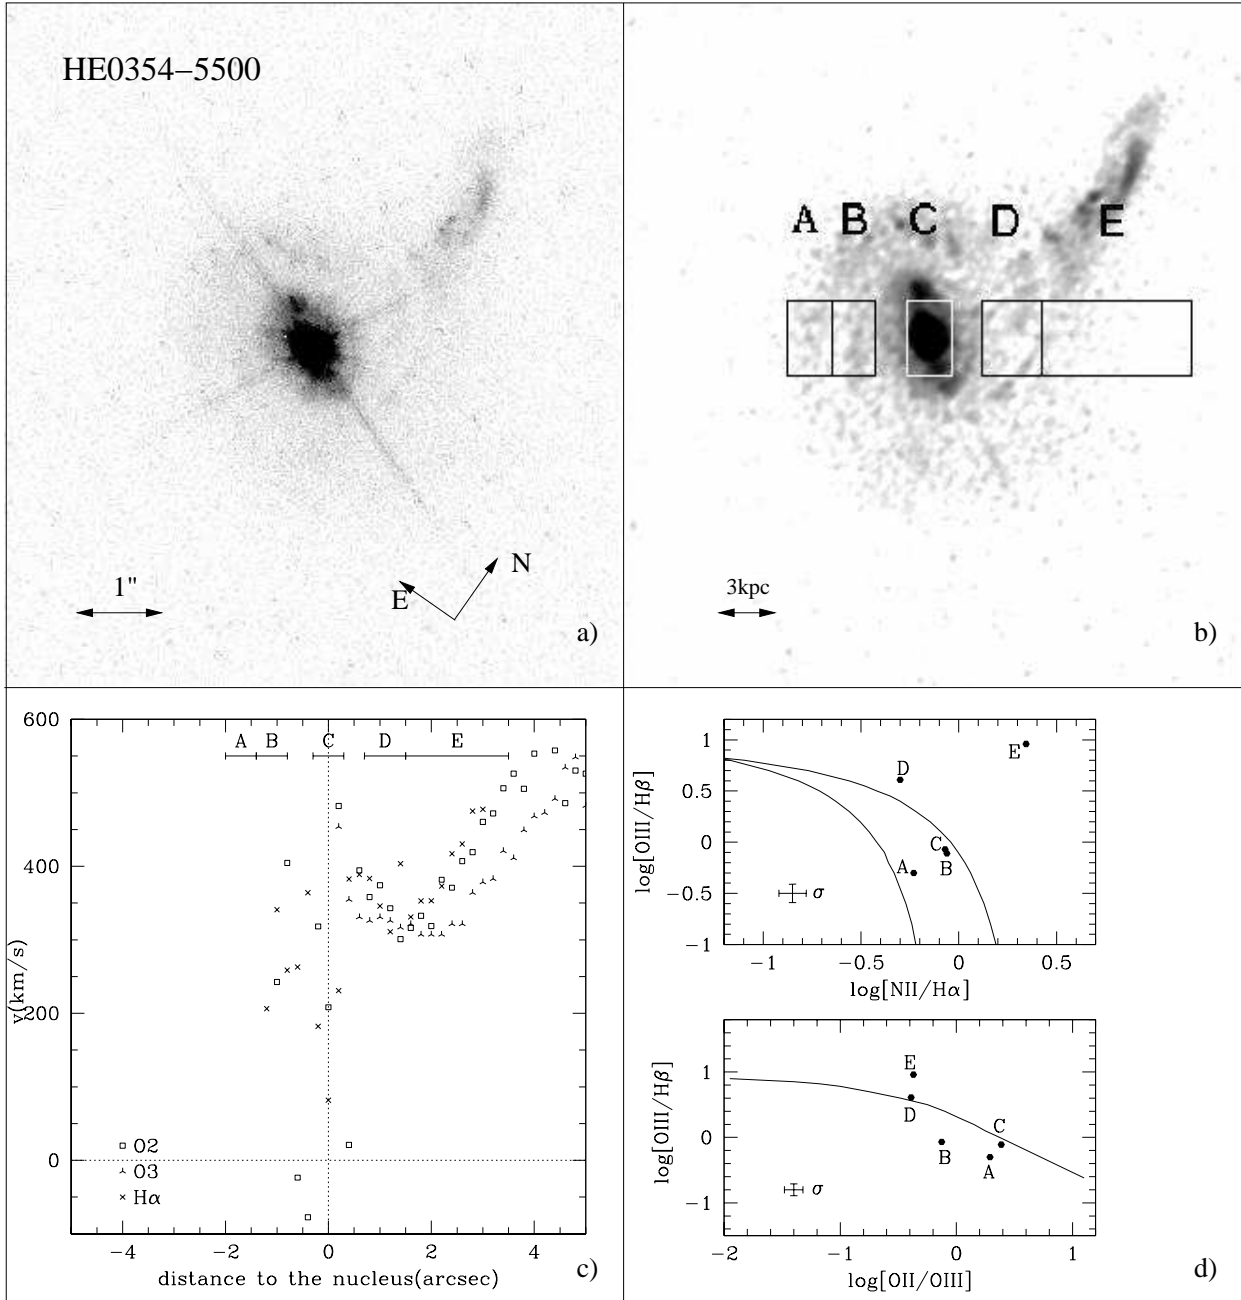 HE0354−5500
1"
E
N
a)
A B C D E
3kpc
b)
600
400
200
0
v(km/s)
A B C D E
□ O2
O3
× Hα
−4 −2 0 2 4
distance to the nucleus(arcsec)
c)
1
0.5
0
−0.5
−1
log[OIII/Hβ]
E
D
C
B
A
σ
−1 −0.5 0 0.5
log[NII/Hα]
1
0
−1
log[OIII/Hβ]
E
D
C
B
A
σ
−2 −1 0 1
log[OII/OIII]
d)